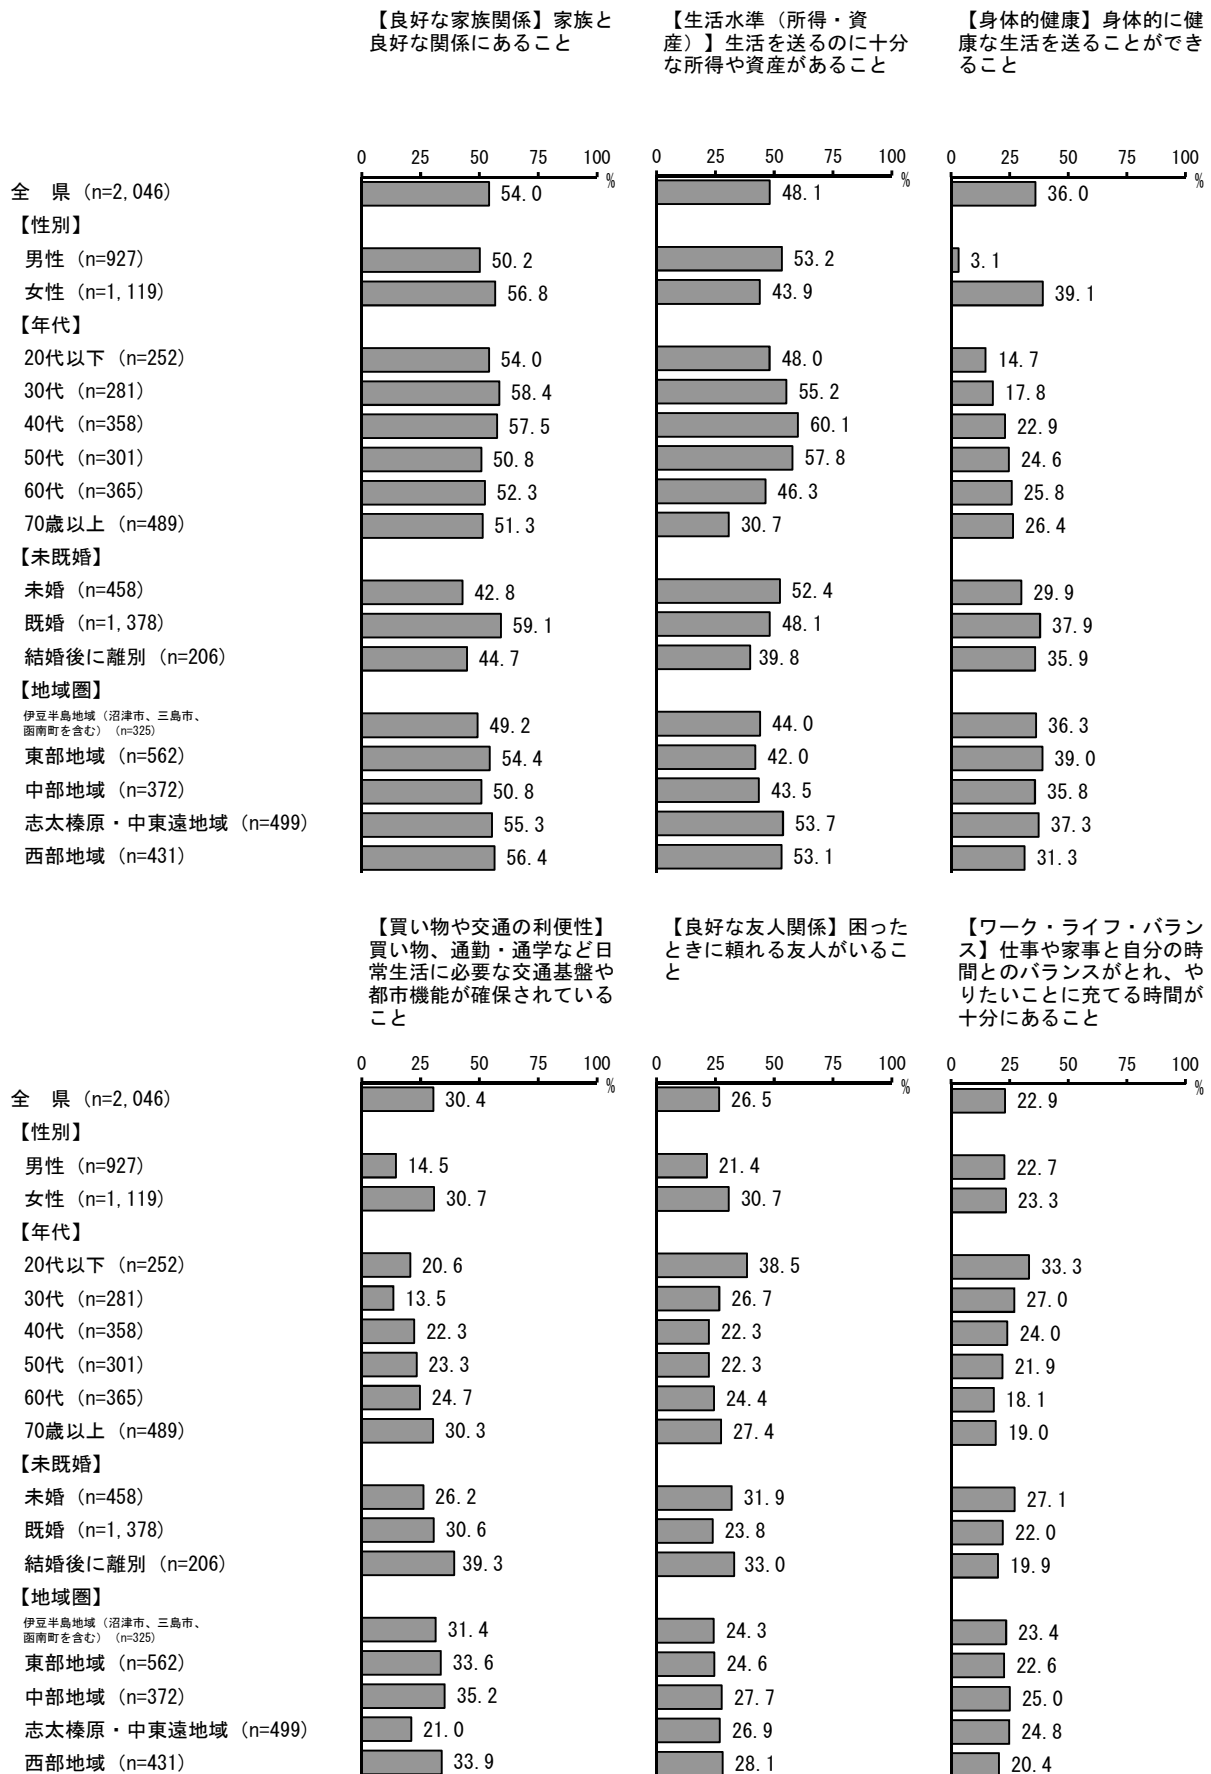 【良好な家族関係】家族と
良好な関係にあること
【生活水準（所得・資
産）】生活を送るのに十分
な所得や資産があること
【身体的健康】身体的に健
康な生活を送ることができ
ること
0 25 50 75 100 0 25 50 75 100 0 25 50 75 100
% % %
全　県 (n=2,046) 54.0 48.1 36.0
【性別】
男性 (n=927) 50.2 53.2 3.1
女性 (n=1,119) 56.8 43.9 39.1
【年代】
20代以下 (n=252) 54.0 48.0 14.7
30代 (n=281) 58.4 55.2 17.8
40代 (n=358) 57.5 60.1 22.9
50代 (n=301) 50.8 57.8 24.6
60代 (n=365) 52.3 46.3 25.8
70歳以上 (n=489) 51.3 30.7 26.4
【未既婚】
未婚 (n=458) 42.8 52.4 29.9
既婚 (n=1,378) 59.1 48.1 37.9
結婚後に離別 (n=206) 44.7 39.8 35.9
【地域圏】
伊豆半島地域（沼津市、三島市、
函南町を含む） (n=325) 49.2 44.0 36.3
東部地域 (n=562) 54.4 42.0 39.0
中部地域 (n=372) 50.8 43.5 35.8
志太榛原・中東遠地域 (n=499) 55.3 53.7 37.3
西部地域 (n=431) 56.4 53.1 31.3
【買い物や交通の利便性】
買い物、通勤・通学など日
常生活に必要な交通基盤や
都市機能が確保されている
こと
【良好な友人関係】困った
ときに頼れる友人がいるこ
と
【ワーク・ライフ・バラン
ス】仕事や家事と自分の時
間とのバランスがとれ、や
りたいことに充てる時間が
十分にあること
0 25 50 75 100 0 25 50 75 100 0 25 50 75 100
% % %
全　県 (n=2,046) 30.4 26.5 22.9
【性別】
男性 (n=927) 14.5 21.4 22.7
女性 (n=1,119) 30.7 30.7 23.3
【年代】
20代以下 (n=252) 20.6 38.5 33.3
30代 (n=281) 13.5 26.7 27.0
40代 (n=358) 22.3 22.3 24.0
50代 (n=301) 23.3 22.3 21.9
60代 (n=365) 24.7 24.4 18.1
70歳以上 (n=489) 30.3 27.4 19.0
【未既婚】
未婚 (n=458) 26.2 31.9 27.1
既婚 (n=1,378) 30.6 23.8 22.0
結婚後に離別 (n=206) 39.3 33.0 19.9
【地域圏】
伊豆半島地域（沼津市、三島市、
函南町を含む） (n=325) 31.4 24.3 23.4
東部地域 (n=562) 33.6 24.6 22.6
中部地域 (n=372) 35.2 27.7 25.0
志太榛原・中東遠地域 (n=499) 21.0 26.9 24.8
西部地域 (n=431) 33.9 28.1 20.4